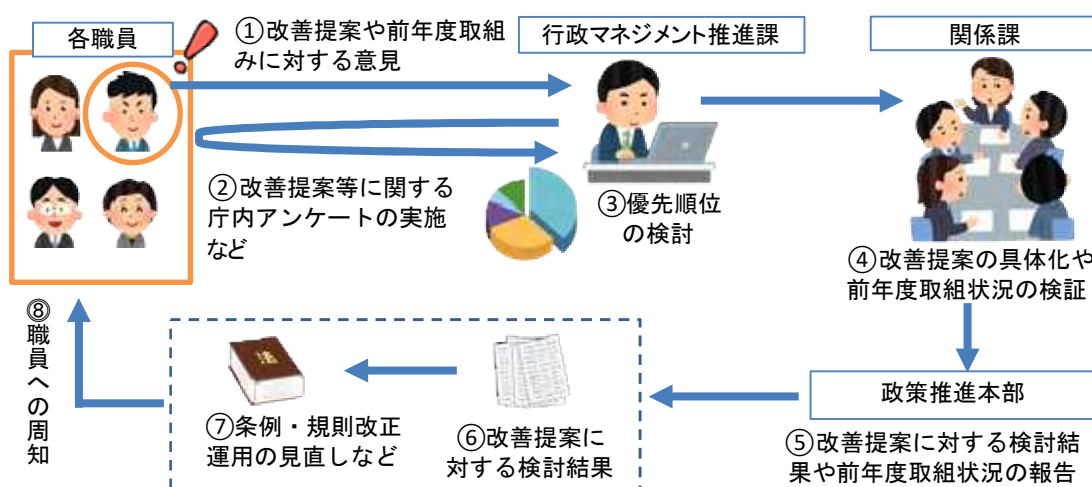 各職員
①改善提案や前年度取組
みに対する意見
行政マネジメント推進課
関係課
②改善提案等に関する
庁内アンケートの実施
など
③優先順位
の検討
④改善提案の具体化や
前年度取組状況の検証
政策推進本部
⑤改善提案に対する検討結
果や前年度取組状況の報告
⑥改善提案に
対する検討結果
法
⑦条例・規則改正
運用の見直しなど
⑧職員への周知